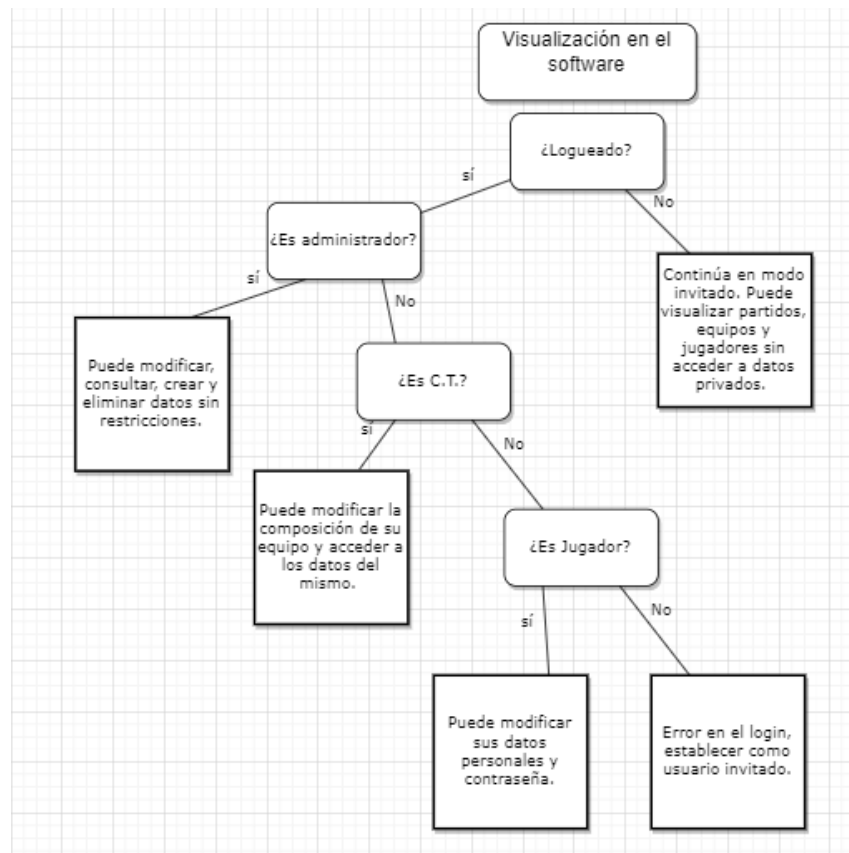 Visualización en el
software
¿Logueado?
sí
No
¿Es administrador?
sí
No
Continúa en modo
invitado. Puede
visualizar partidos,
equipos y
jugadores sin
acceder a datos
privados.
Puede modificar,
consultar, crear y
eliminar datos sin
restricciones.
¿Es C.T.?
sí
No
Puede modificar la
composición de su
equipo y acceder a
los datos del
mismo.
¿Es Jugador?
sí
No
Puede modificar
sus datos
personales y
contraseña.
Error en el login,
establecer como
usuario invitado.